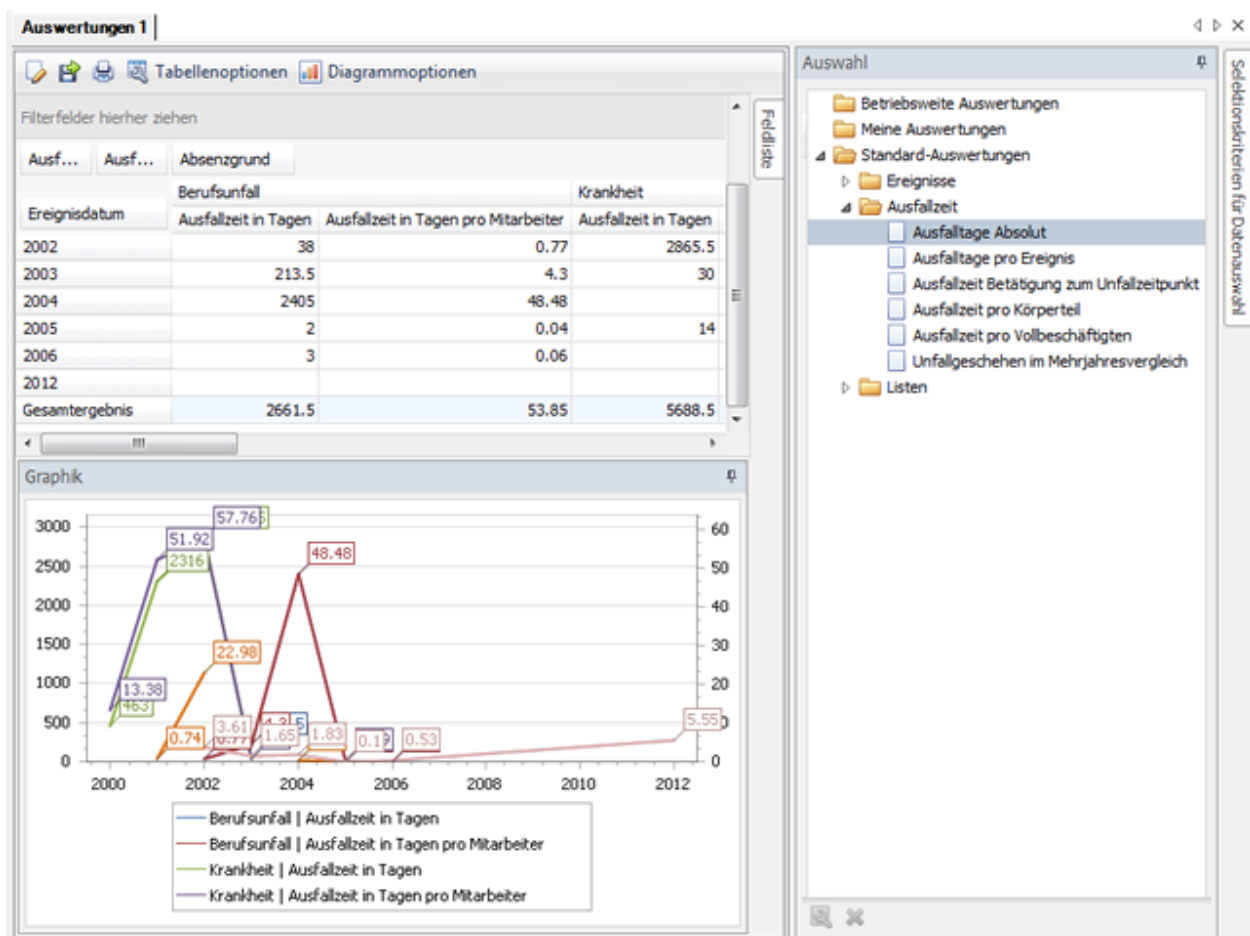 Auswertungen 1
Tabellenoptionen Diagrammoptionen
Filterfelder hierher ziehen
Ausf... Ausf... Absenzgrund
Feldliste
Berufsunfall Krankheit
Ereignisdatum
Ausfallzeit in Tagen Ausfallzeit in Tagen pro Mitarbeiter Ausfallzeit in Tagen
2002 38 0.77 2865.5
2003 213.5 4.3 30
2004 2405 48.48
2005 2 0.04 14
2006 3 0.06
2012
Gesamtergebnis 2661.5 53.85 5688.5
Graphik
3000 2500 2000 1500 1000 500 0
60 50 40 30 20 10 0
57.76
51.92
2316
48.48
22.98
13.38
463
0.74
3.61
0.77
4.3
1.65
1.83
0.1
0.53
5.55
2000 2002 2004 2006 2008 2010 2012
Berufsunfall | Ausfallzeit in Tagen
Berufsunfall | Ausfallzeit in Tagen pro Mitarbeiter
Krankheit | Ausfallzeit in Tagen
Krankheit | Ausfallzeit in Tagen pro Mitarbeiter
Auswahl
Betriebsweite Auswertungen
Meine Auswertungen
Standard-Auswertungen
Ereignisse
Ausfallzeit
Ausfalltage Absolut
Ausfalltage pro Ereignis
Ausfallzeit Betätigung zum Unfallzeitpunkt
Ausfallzeit pro Körperteil
Ausfallzeit pro Vollbeschäftigten
Unfallgeschehen im Mehrjahresvergleich
Listen
Selektionskriterien für Datenauswahl